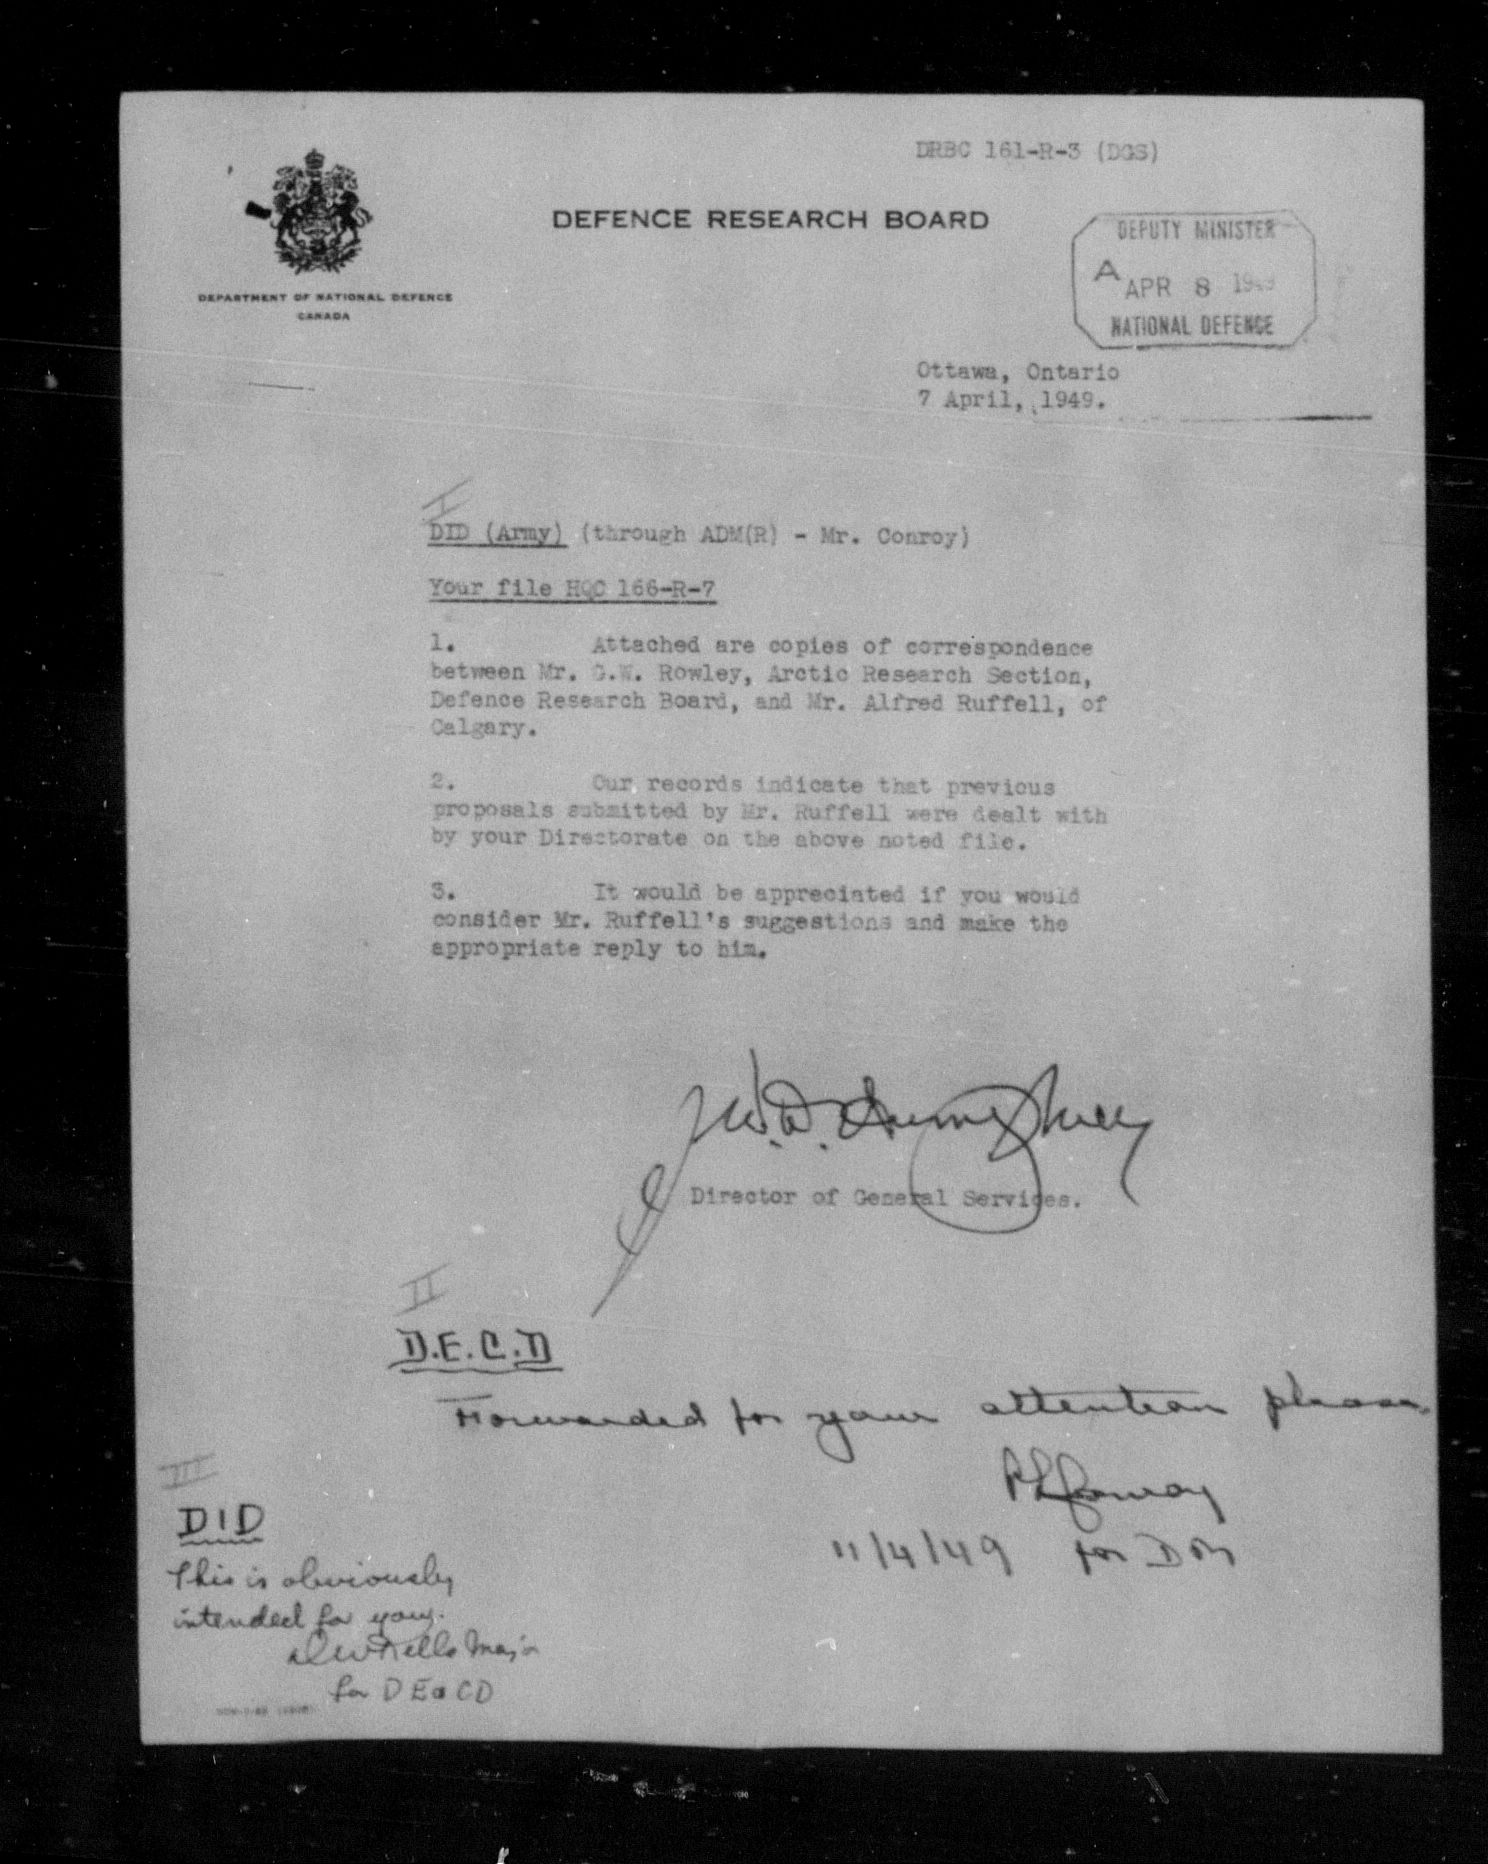 DRBC 161-R-3 (DGS)
DEFENCE RESEARCH BOARD
DEPARTMENT OF NATIONAL DEFENCE
CANADA
DEPUTY MINISTER
A APR 8 1949
NATIONAL DEFENCE
Ottawa, Ontario
7 April, 1949.
I
DID (Army) (through ADM(R) - Mr. Conroy)
Your file HQC 166-R-7
1. Attached are copies of correspondence
between Mr. G.W. Rowley, Arctic Research Section,
Defence Research Board, and Mr. Alfred Ruffell, of
Calgary.
2. Our records indicate that previous
proposals submitted by Mr. Ruffell were dealt with
by your Directorate on the above noted file.
3. It would be appreciated if you would
consider Mr. Ruffell's suggestions and make the
appropriate reply to him.
Director of General Services.
II
D.E.C.D
Forwarded for your attention please.
Conroy
11/4/49 for DM
III
DID
This is obviously
intended for you.
Major
for D E & C D